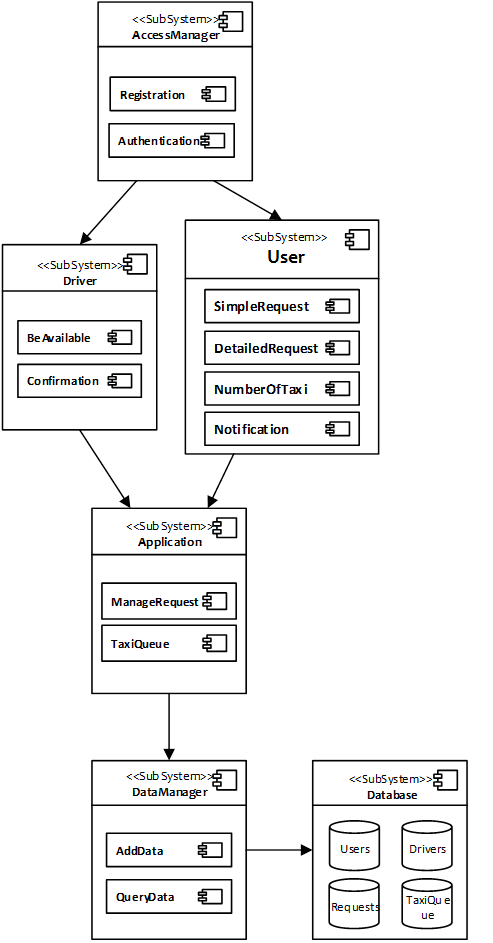 <<SubSystem>>
AccessManager
Registration
Authentication
<<SubSystem>>
Driver
BeAvailable
Confirmation
<<SubSystem>>
User
SimpleRequest
DetailedRequest
NumberOfTaxi
Notification
<<SubSystem>>
Application
ManageRequest
TaxiQueue
<<SubSystem>>
DataManager
AddData
QueryData
<<SubSystem>>
Database
Users
Drivers
Requests
TaxiQue
ue